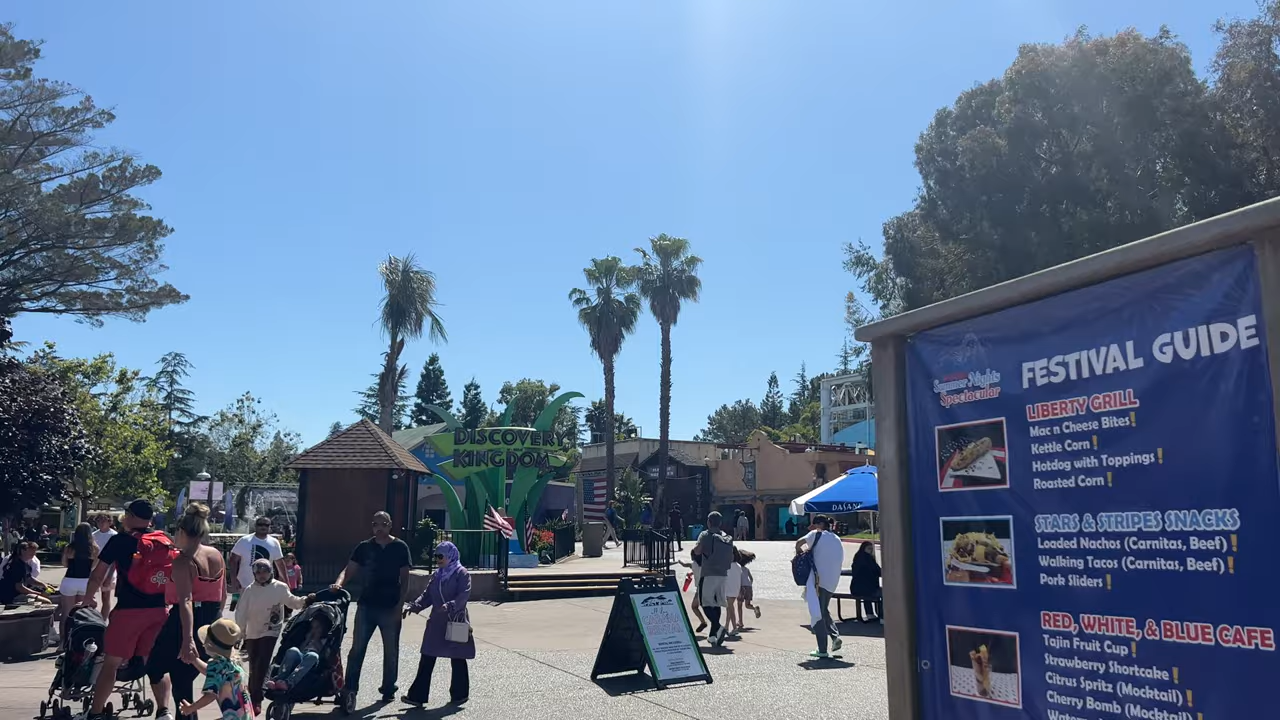 DISCOVERY
KINGDOM
DASANI
Summer Nights
Spectacular
FESTIVAL GUIDE
LIBERTY GRILL
Mac n Cheese Bites!
Kettle Corn!
Hotdog with Toppings!
Roasted Corn!
STARS & STRIPES SNACKS
Loaded Nachos (Carnitas, Beef)!
Walking Tacos (Carnitas, Beef)!
Pork Sliders!
RED, WHITE, & BLUE CAFE
Tajin Fruit Cup!
Strawberry Shortcake!
Citrus Spritz (Mocktail)!
Cherry Bomb (Mocktail)!